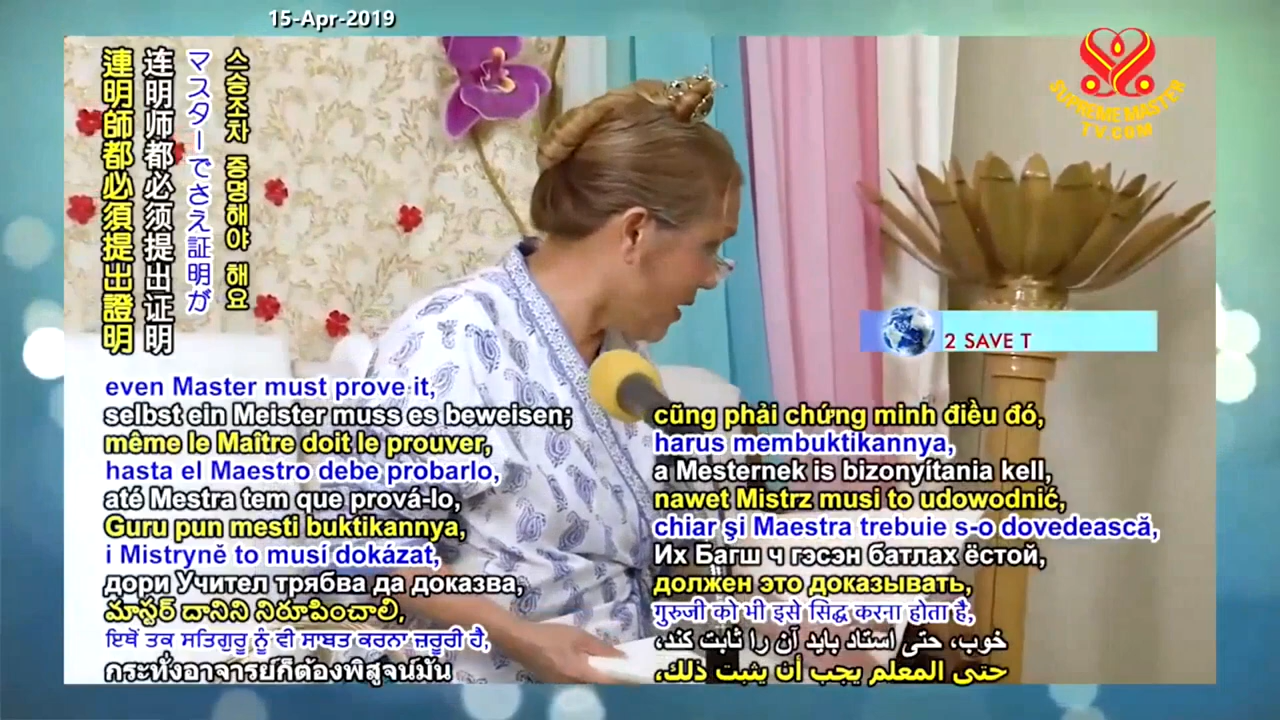 15-Apr-2019
SUPREME MASTER
TV.COM
連明師都必須提出證明
连明师都必须提出证明
マスターでさえ証明が
스승조차 증명해야 해요
2 SAVE T
even Master must prove it,
selbst ein Meister muss es beweisen;
même le Maître doit le prouver,
hasta el Maestro debe probarlo,
até Mestra tem que prová-lo,
Guru pun mesti buktikannya,
i Mistryně to musí dokázat,
дори Учител трябва да доказва,
మాస్టర్ దానిని నిరూపించాలి,
ਇਥੋਂ ਤਕ ਸਤਿਗੁਰੂ ਨੂੰ ਵੀ ਸਾਬਤ ਕਰਨਾ ਜ਼ਰੂਰੀ ਹੈ,
กระทั่งอาจารย์ก็ต้องพิสูจน์มัน
cũng phải chứng minh điều đó,
harus membuktikannya,
a Mesternek is bizonyítania kell,
nawet Mistrz musi to udowodnić,
chiar şi Maestra trebuie s-o dovedească,
Их Багш ч гэсэн батлах ёстой,
должен это доказывать,
गुरुजी को भी इसे सिद्ध करना होता है,
خوب، حتی استاد باید آن را ثابت کند،
حتى المعلم يجب أن يثبت ذلك،